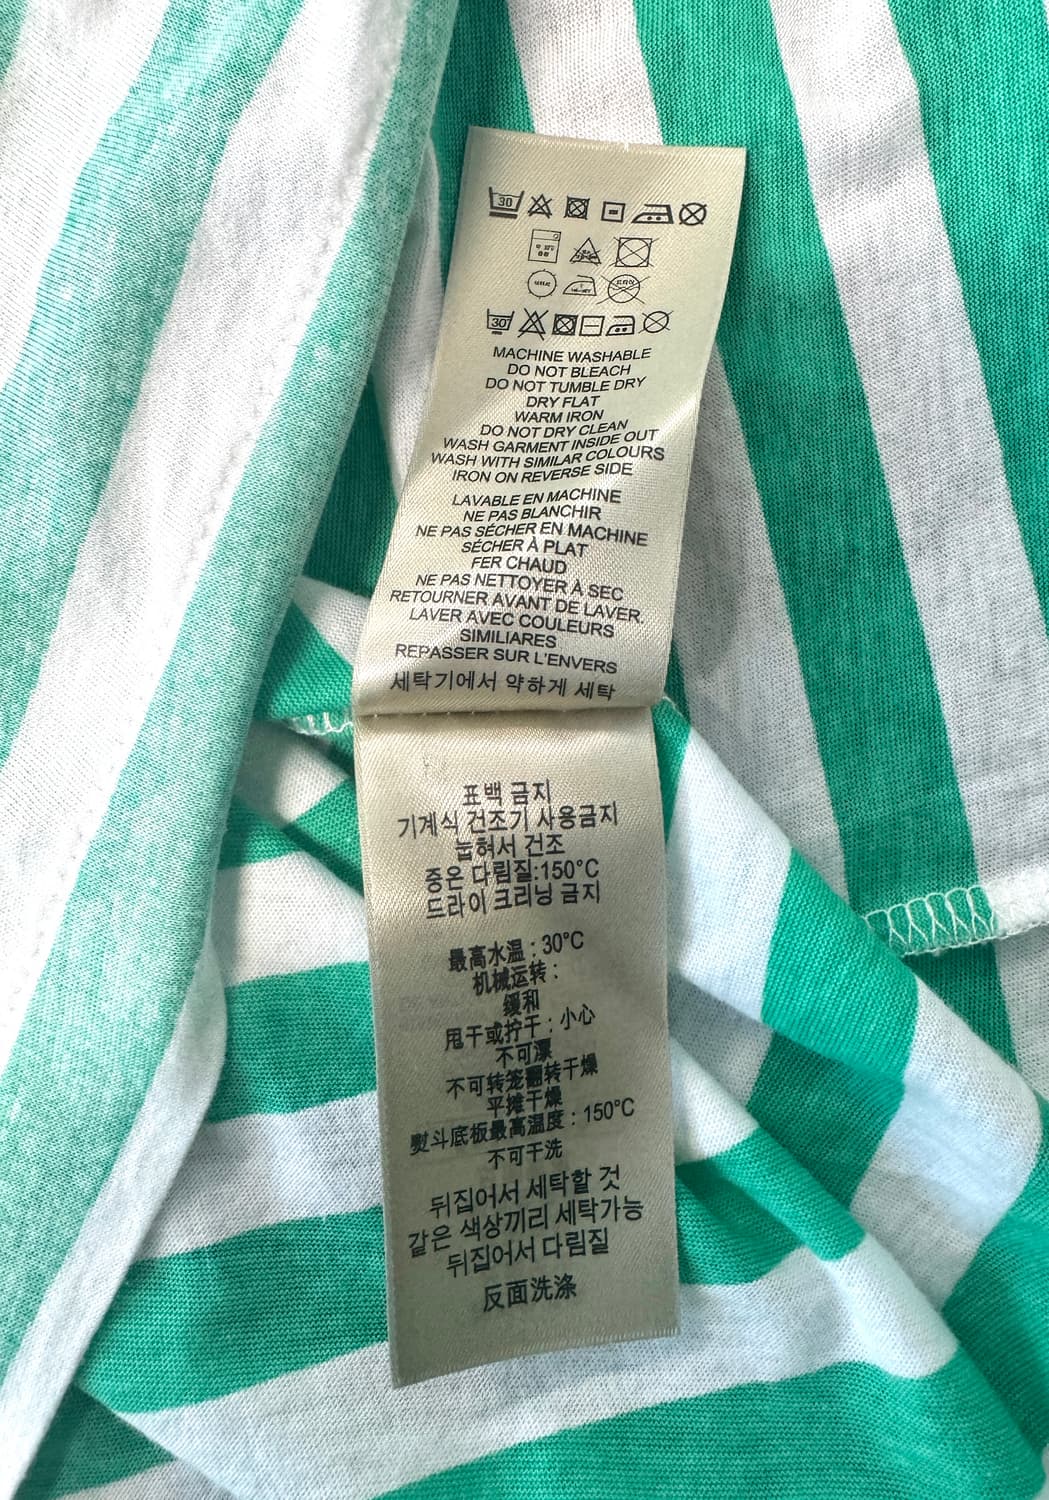 30
30
MACHINE WASHABLE
DO NOT BLEACH
DO NOT TUMBLE DRY
DRY FLAT
WARM IRON
DO NOT DRY CLEAN
WASH GARMENT INSIDE OUT
WASH WITH SIMILAR COLOURS
IRON ON REVERSE SIDE
LAVABLE EN MACHINE
NE PAS BLANCHIR
NE PAS SÉCHER EN MACHINE
SÉCHER À PLAT
FER CHAUD
NE PAS NETTOYER À SEC
RETOURNER AVANT DE LAVER.
LAVER AVEC COULEURS
SIMILIARES
REPASSER SUR L'ENVERS
세탁기에서 약하게 세탁
표백 금지
기계식 건조기 사용금지
눕혀서 건조
중온 다림질:150°C
드라이 크리닝 금지
最高水温：30°C
机械运转：
缓和
甩干或拧干：小心
不可漂
不可转笼翻转干燥
平摊干燥
熨斗底板最高温度：150°C
不可干洗
뒤집어서 세탁할 것
같은 색상끼리 세탁가능
뒤집어서 다림질
反面洗涤